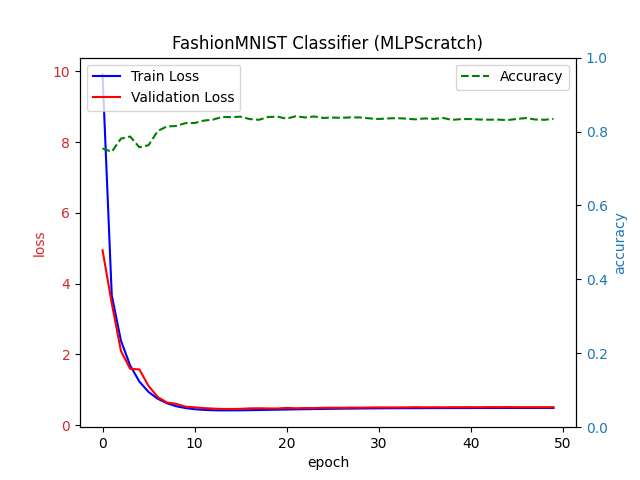 FashionMNIST Classifier (MLPScratch)
Train Loss
Validation Loss
Accuracy
10
8
6
4
2
0
loss
1.0
0.8
0.6
0.4
0.2
0.0
accuracy
0 10 20 30 40 50
epoch